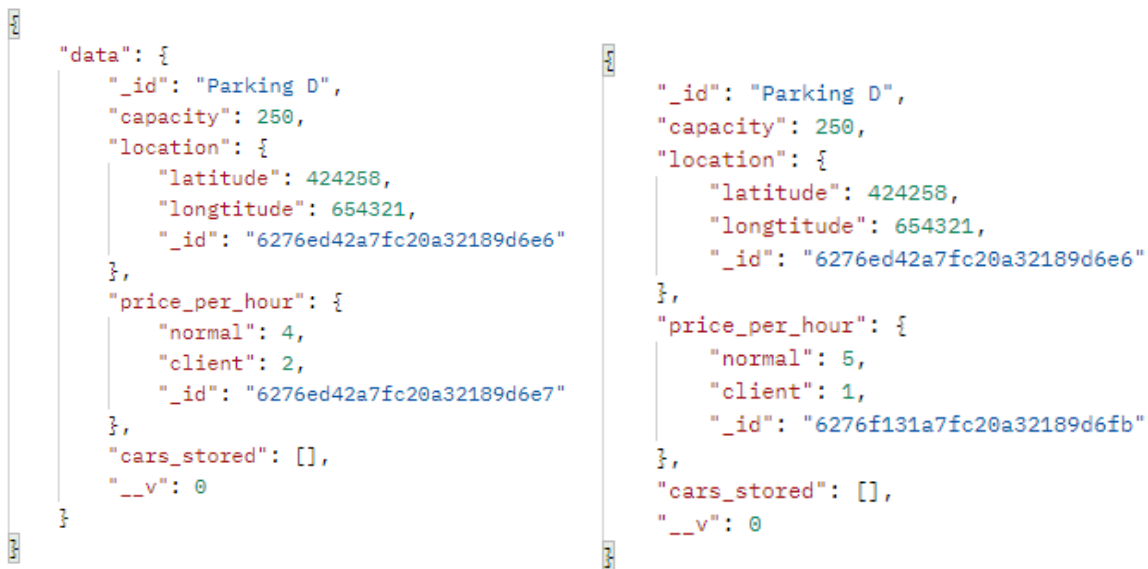 {
"data": {
"_id": "Parking D",
"capacity": 250,
"location": {
"latitude": 424258,
"longtitude": 654321,
"_id": "6276ed42a7fc20a32189d6e6"
},
"price_per_hour": {
"normal": 4,
"client": 2,
"_id": "6276ed42a7fc20a32189d6e7"
},
"cars_stored": [],
"__v": 0
}
}
{
"_id": "Parking D",
"capacity": 250,
"location": {
"latitude": 424258,
"longtitude": 654321,
"_id": "6276ed42a7fc20a32189d6e6"
},
"price_per_hour": {
"normal": 5,
"client": 1,
"_id": "6276f131a7fc20a32189d6fb"
},
"cars_stored": [],
"__v": 0
}